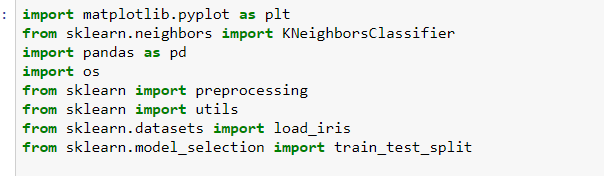 : import matplotlib.pyplot as plt
from sklearn.neighbors import KNeighborsClassifier
import pandas as pd
import os
from sklearn import preprocessing
from sklearn import utils
from sklearn.datasets import load_iris
from sklearn.model_selection import train_test_split